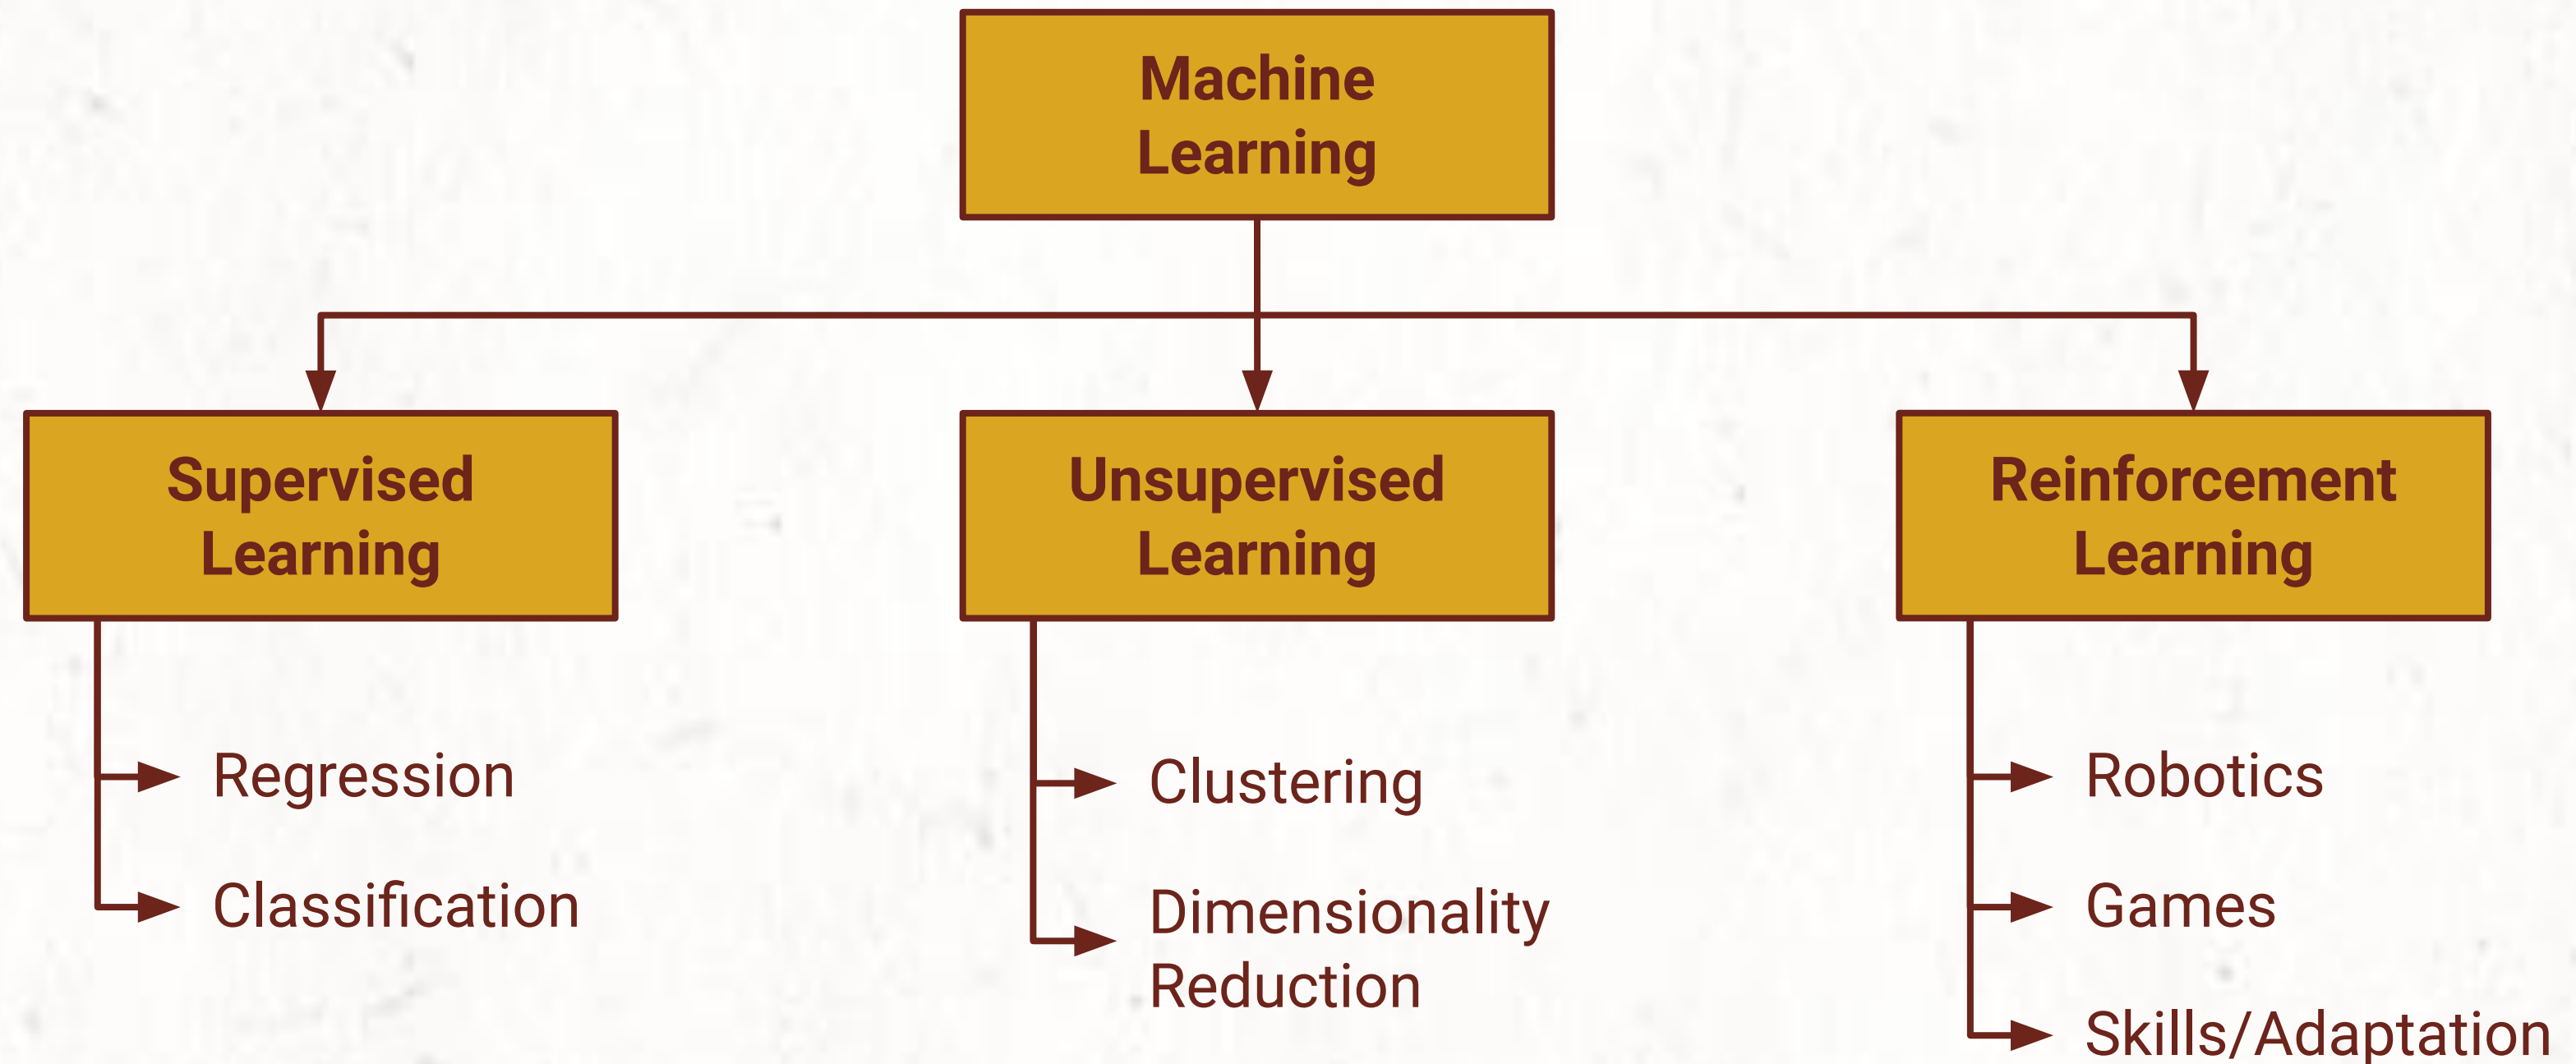 Machine
Learning
Supervised
Learning
Unsupervised
Learning
Reinforcement
Learning
Regression
Classification
Clustering
Dimensionality
Reduction
Robotics
Games
Skills/Adaptation